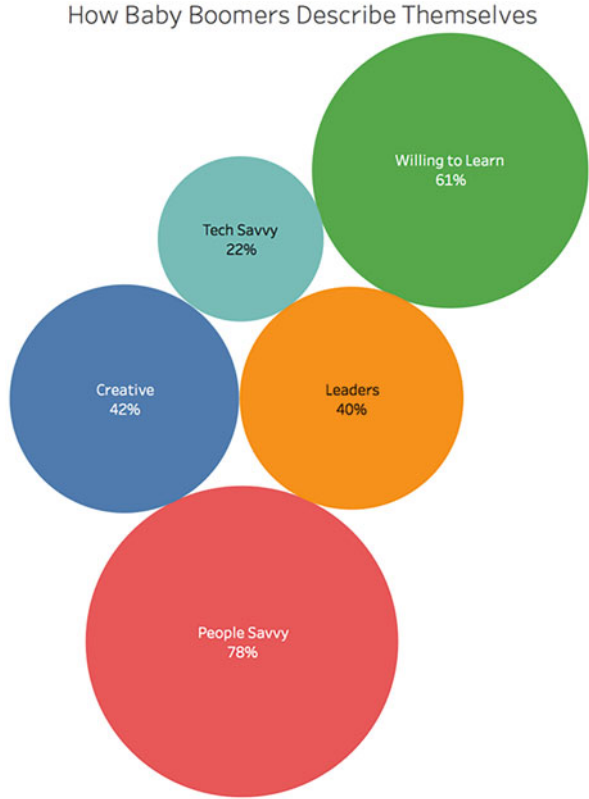 How Baby Boomers Describe Themselves
Willing to Learn
61%
Tech Savvy
22%
Creative
42%
Leaders
40%
People Savvy
78%